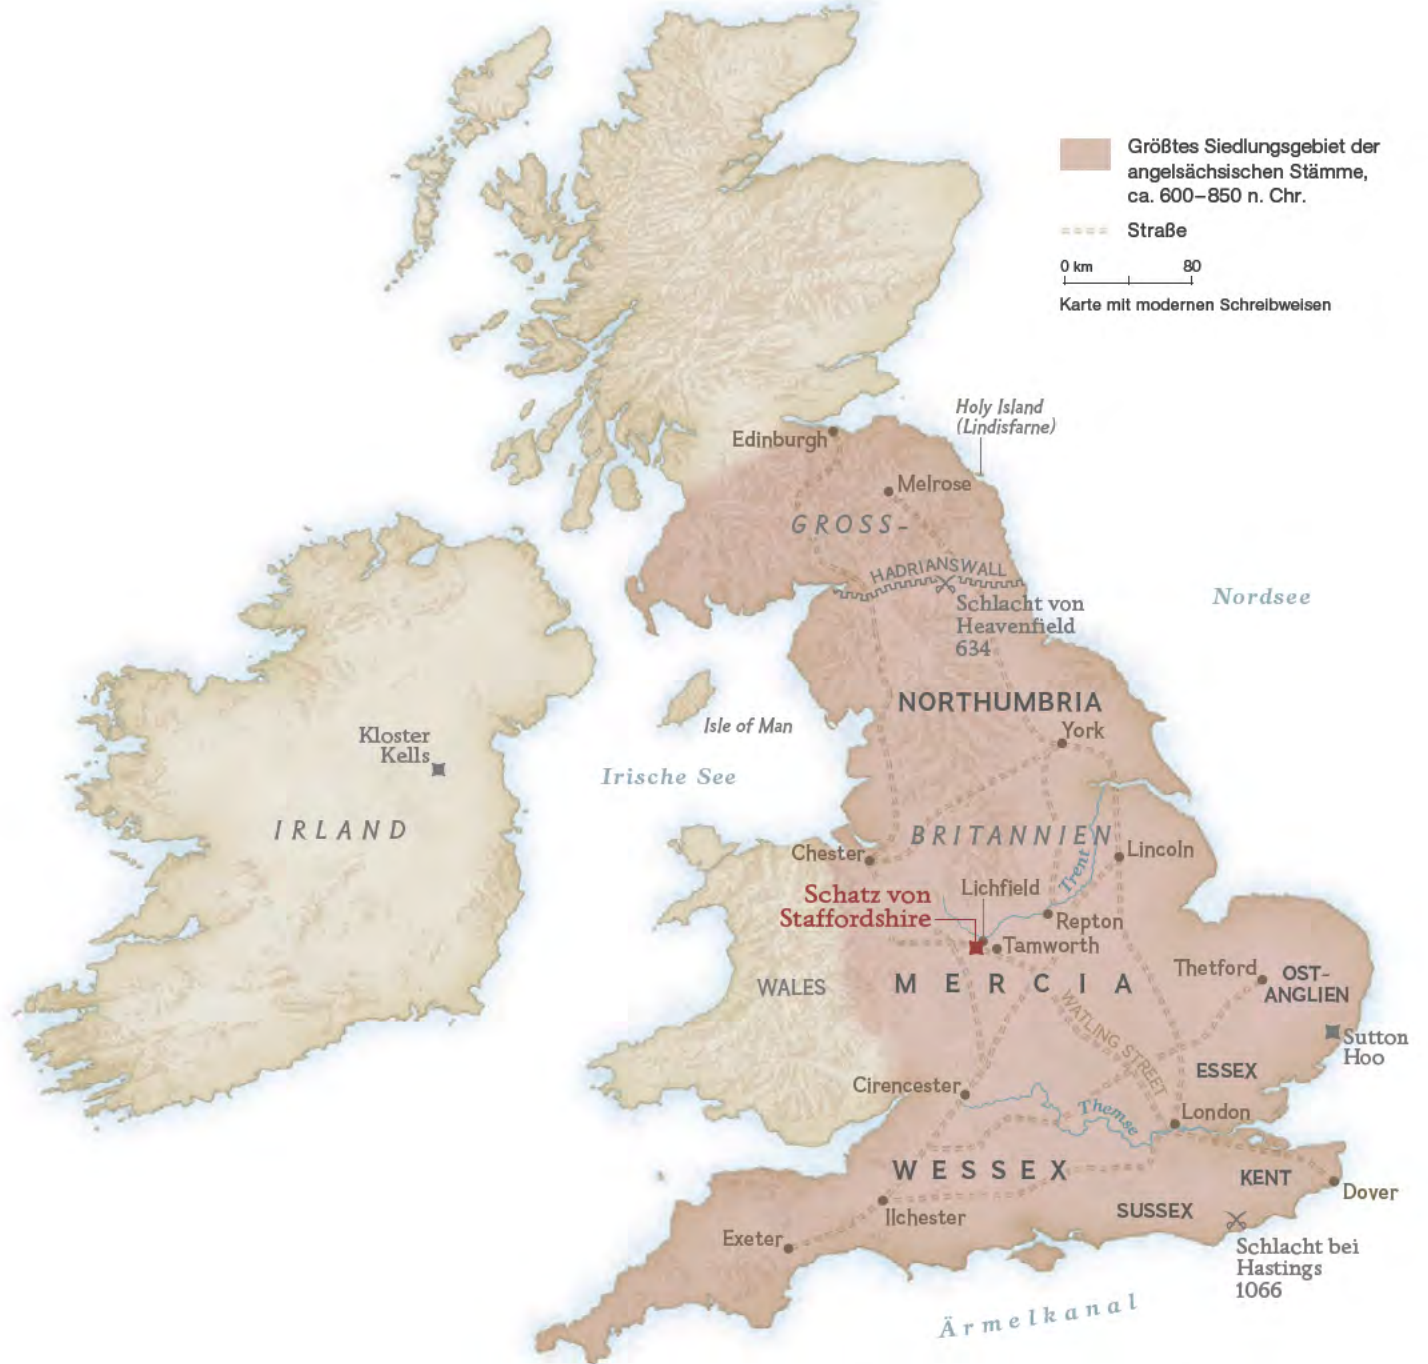 Größtes Siedlungsgebiet der
angelsächsischen Stämme,
ca. 600–850 n. Chr.
Straße
0 km 80
Karte mit modernen Schreibweisen
Holy Island
(Lindisfarne)
Edinburgh
Melrose
GROSS-
HADRIANSWALL
Schlacht von
Heavenfield
634
Nordsee
NORTHUMBRIA
Isle of Man
York
Kloster
Kells
Irische See
IRLAND
BRITANNIEN
Chester
Lincoln
Trent
Lichfield
Schatz von
Staffordshire
Repton
Tamworth
Thetford
OST-
ANGLIEN
WALES
MERCIA
WATLING STREET
Sutton
Hoo
ESSEX
Cirencester
Themse
London
WESSEX
KENT
Dover
SUSSEX
Ilchester
Exeter
Schlacht bei
Hastings
1066
Ärmelkanal